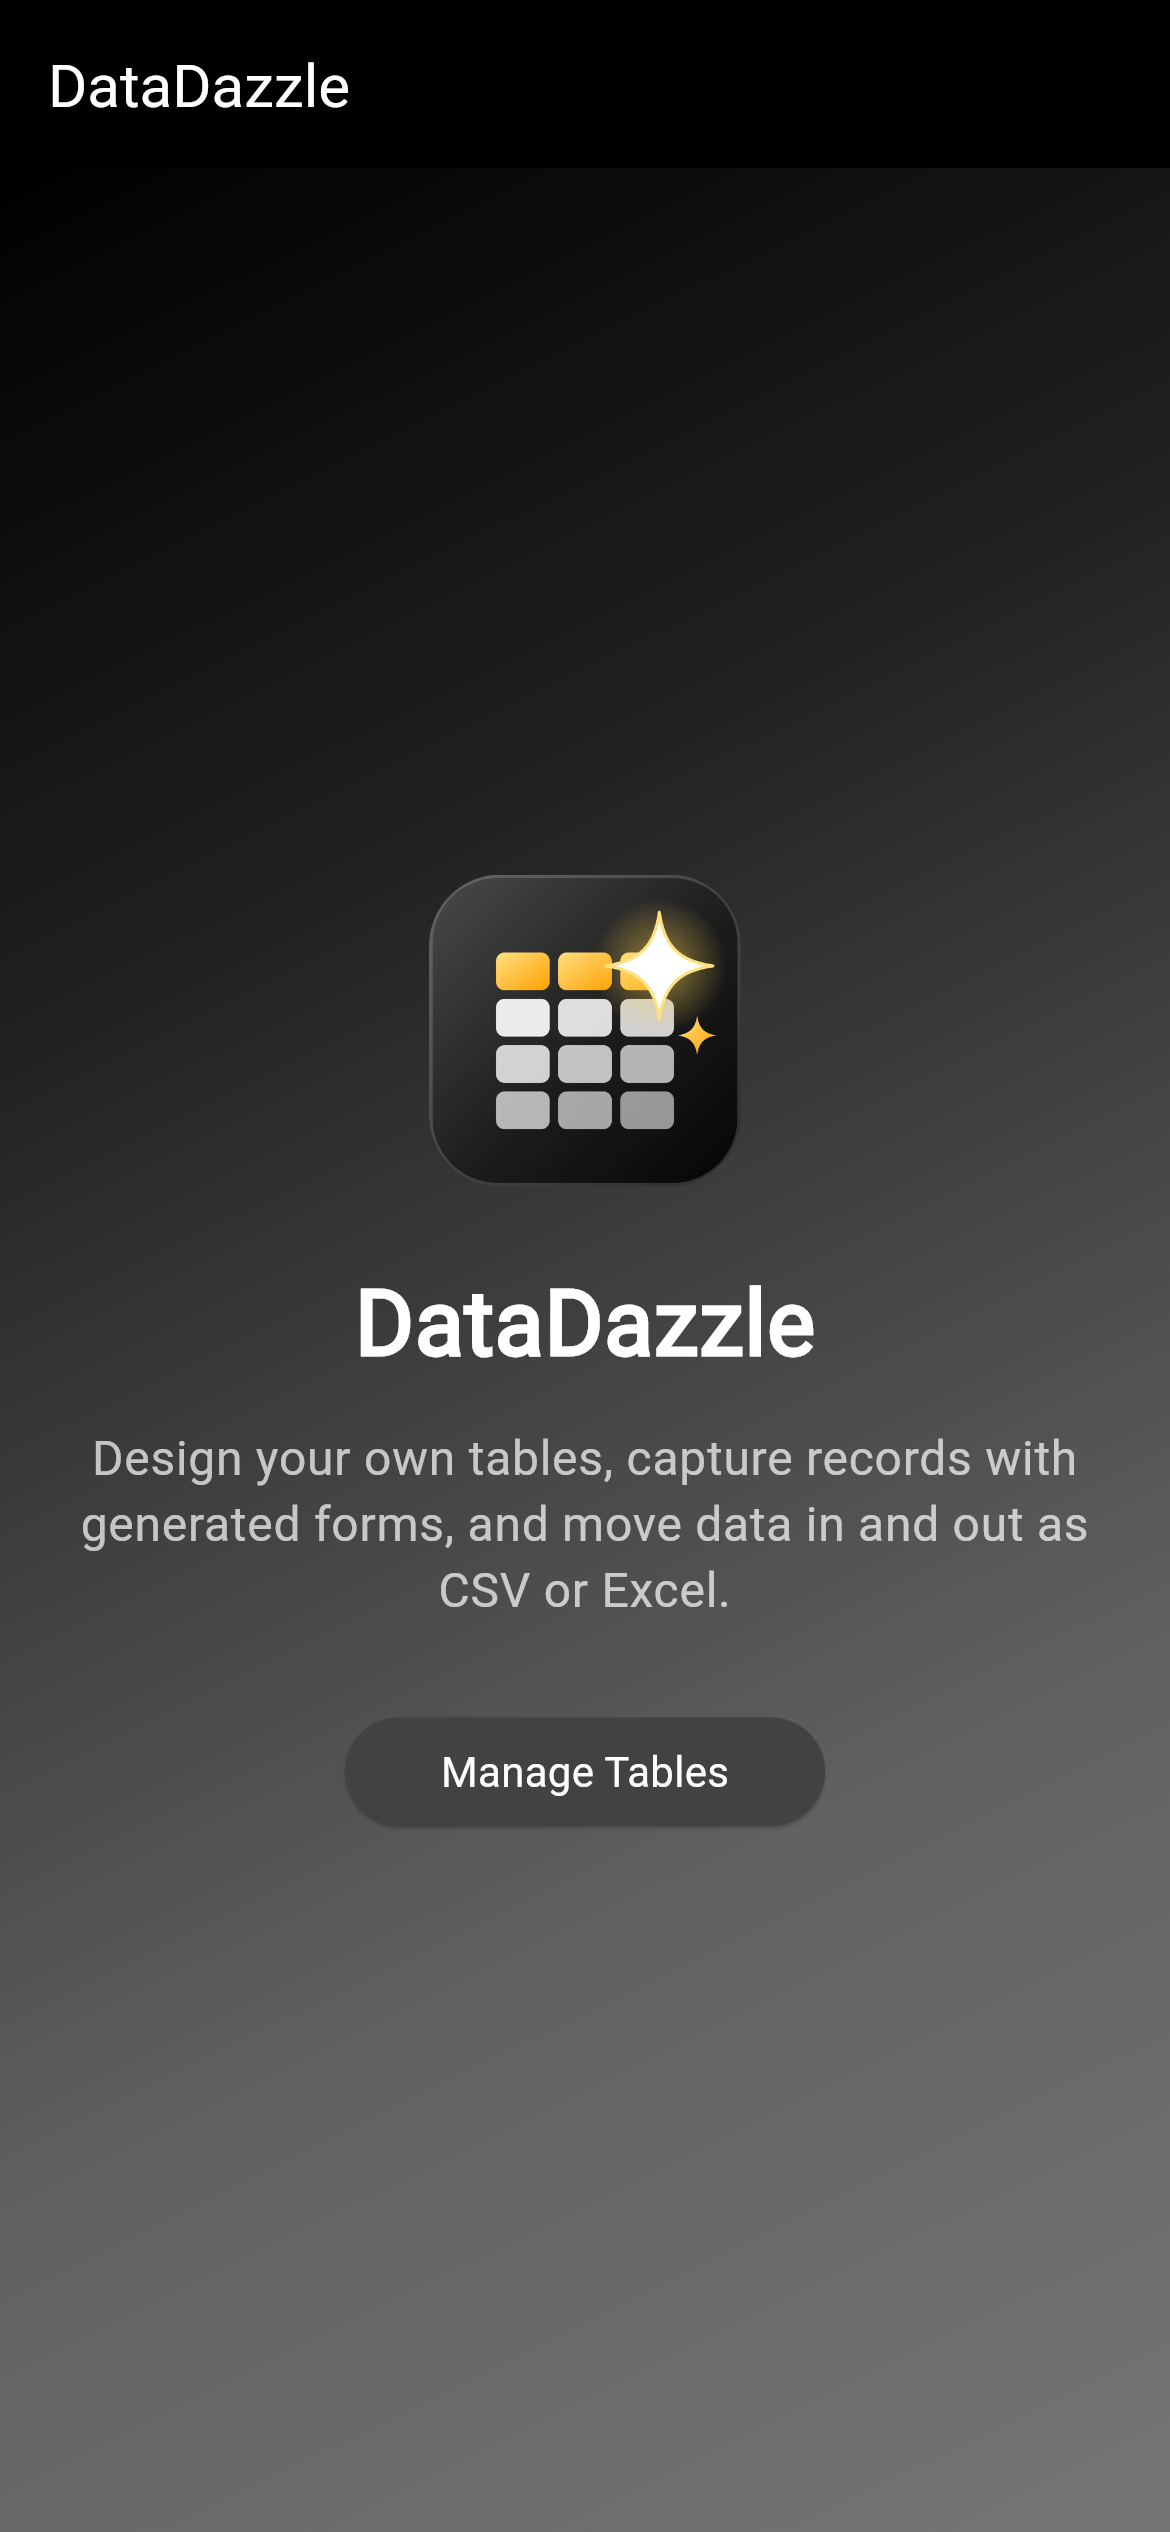 DataDazzle
DataDazzle
Design your own tables, capture records with
generated forms, and move data in and out as
CSV or Excel.
Manage Tables